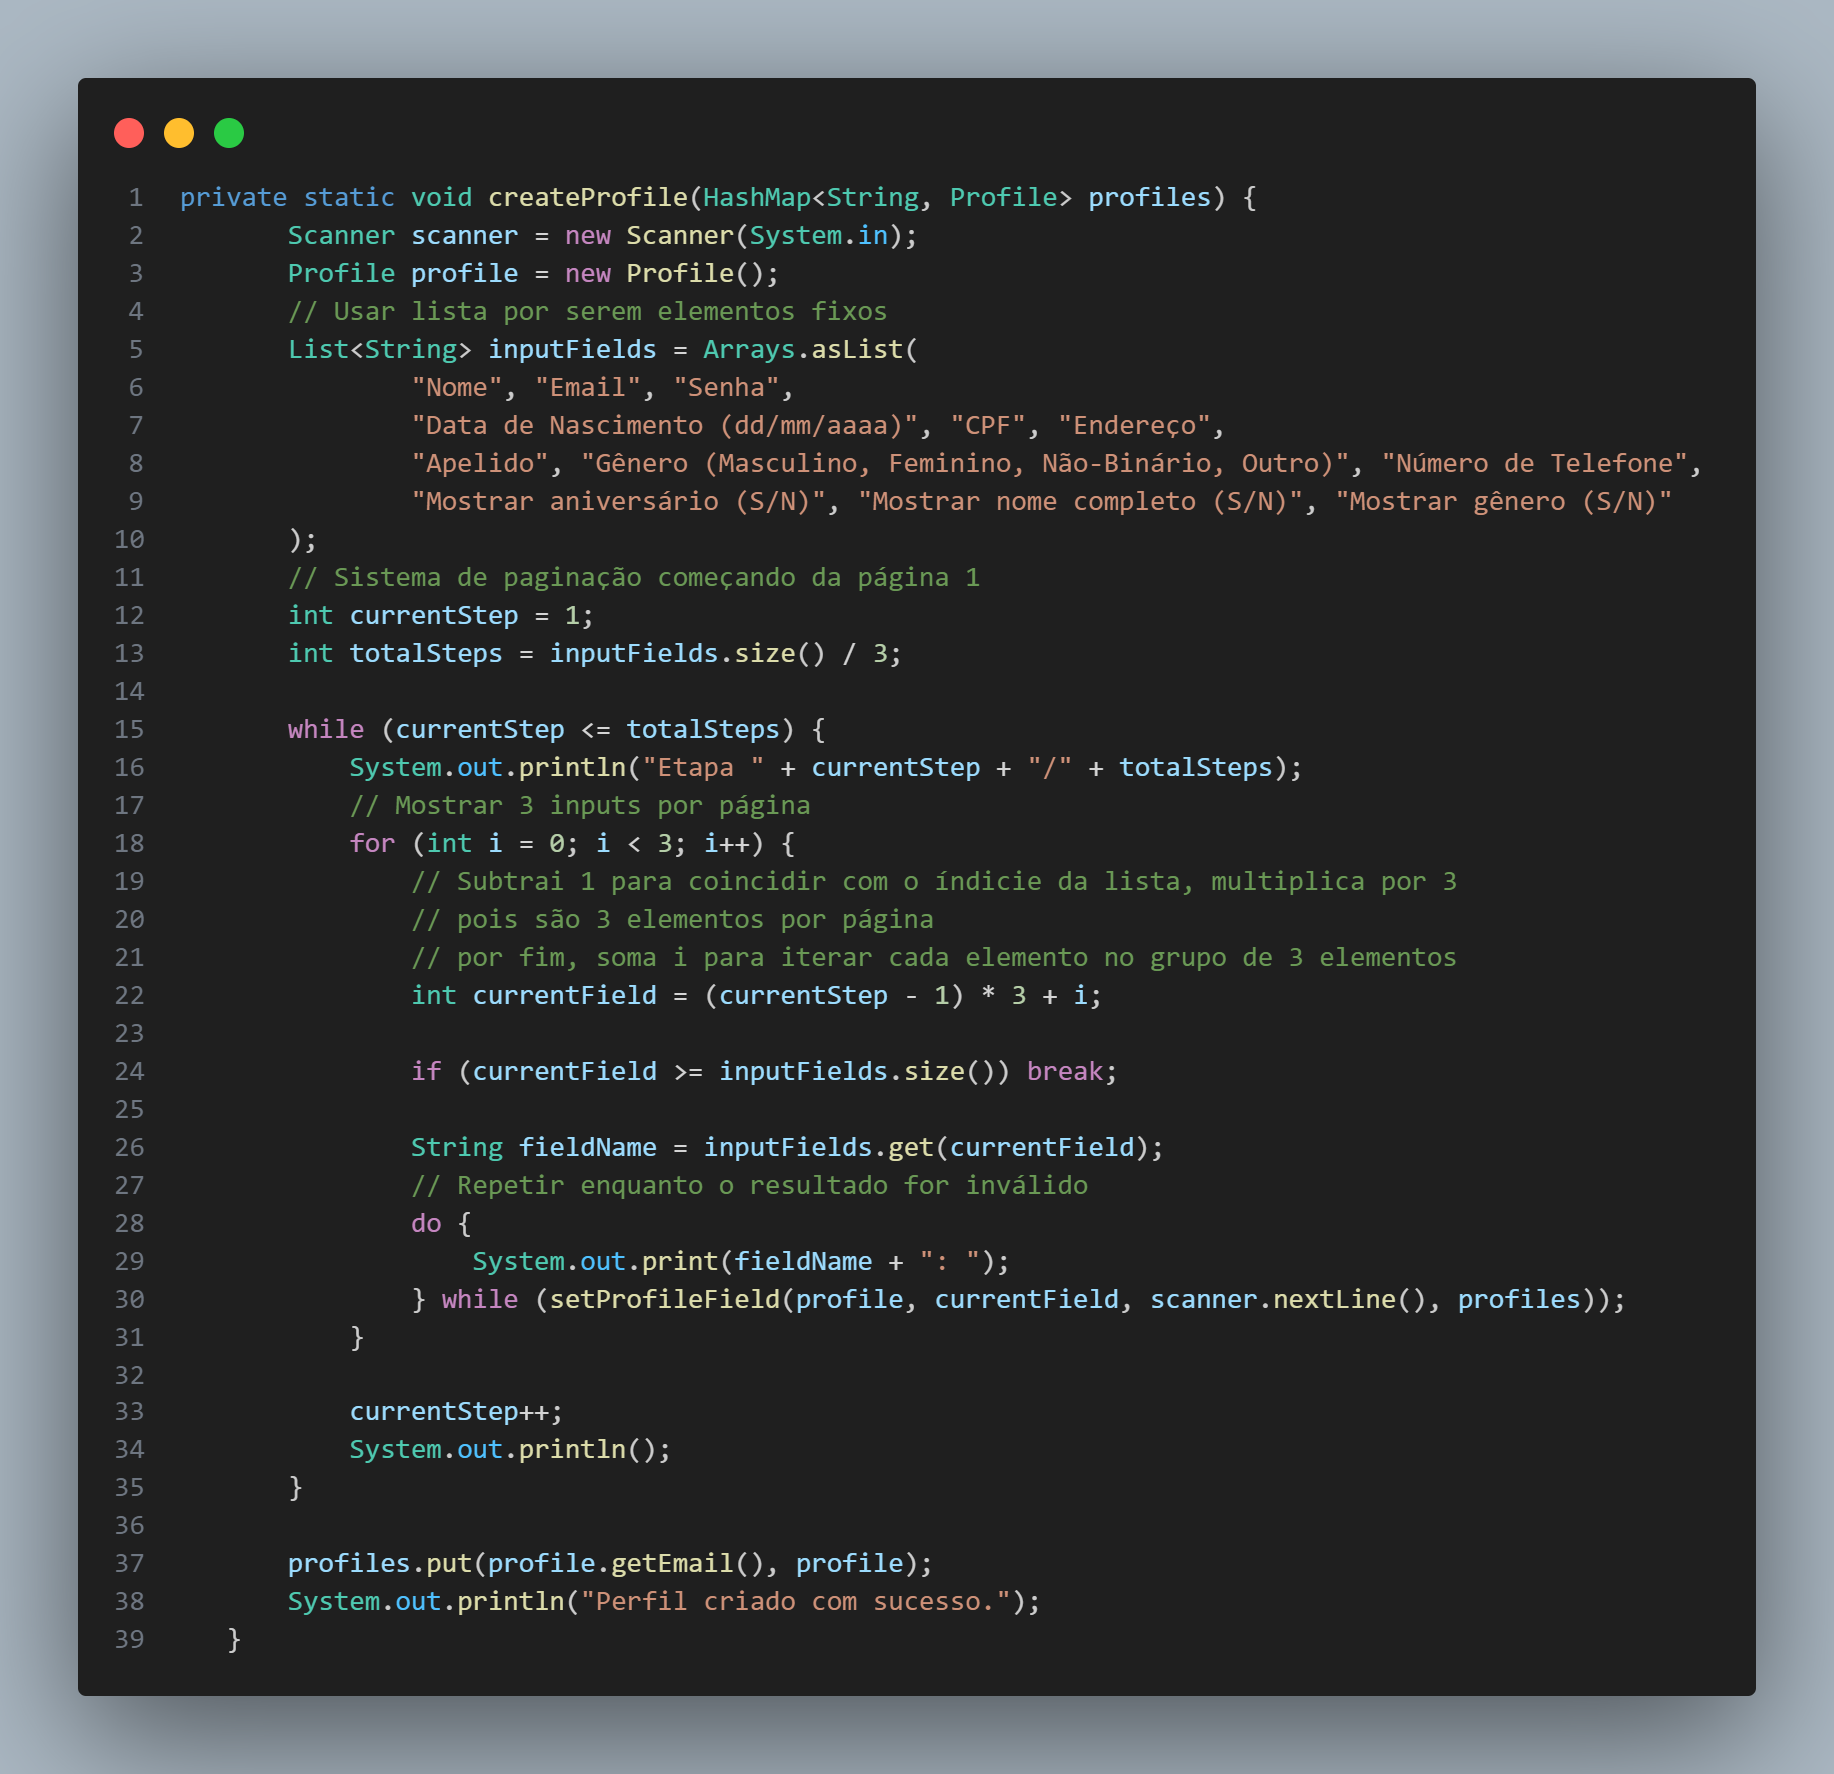 1 private static void createProfile(HashMap<String, Profile> profiles) {
2 Scanner scanner = new Scanner(System.in);
3 Profile profile = new Profile();
4 // Usar lista por serem elementos fixos
5 List<String> inputFields = Arrays.asList(
6 "Nome", "Email", "Senha",
7 "Data de Nascimento (dd/mm/aaaa)", "CPF", "Endereço",
8 "Apelido", "Gênero (Masculino, Feminino, Não-Binário, Outro)", "Número de Telefone",
9 "Mostrar aniversário (S/N)", "Mostrar nome completo (S/N)", "Mostrar gênero (S/N)"
10 );
11 // Sistema de paginação começando da página 1
12 int currentStep = 1;
13 int totalSteps = inputFields.size() / 3;
14
15 while (currentStep <= totalSteps) {
16 System.out.println("Etapa " + currentStep + "/" + totalSteps);
17 // Mostrar 3 inputs por página
18 for (int i = 0; i < 3; i++) {
19 // Subtrai 1 para coincidir com o índicie da lista, multiplica por 3
20 // pois são 3 elementos por página
21 // por fim, soma i para iterar cada elemento no grupo de 3 elementos
22 int currentField = (currentStep - 1) * 3 + i;
23
24 if (currentField >= inputFields.size()) break;
25
26 String fieldName = inputFields.get(currentField);
27 // Repetir enquanto o resultado for inválido
28 do {
29 System.out.print(fieldName + ": ");
30 } while (setProfileField(profile, currentField, scanner.nextLine(), profiles));
31 }
32
33 currentStep++;
34 System.out.println();
35 }
36
37 profiles.put(profile.getEmail(), profile);
38 System.out.println("Perfil criado com sucesso.");
39 }